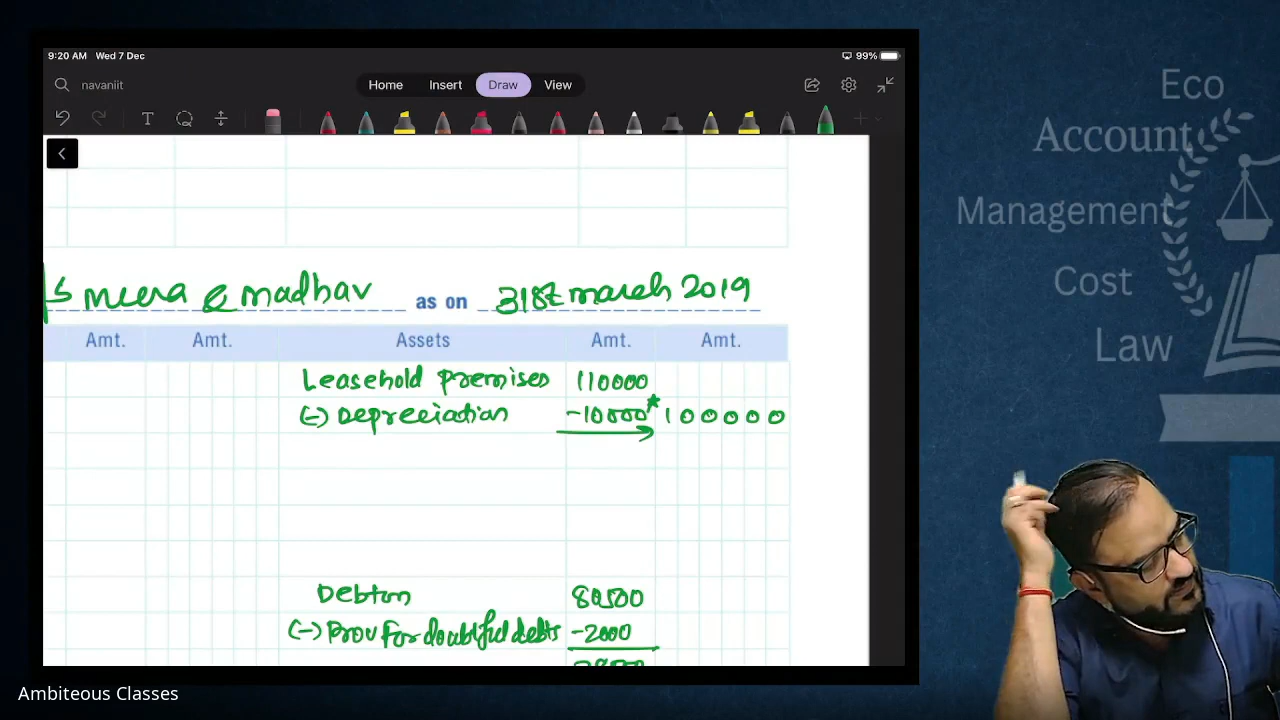 9:20 AM Wed 7 Dec
99%
navaniit
Home Insert Draw View
Eco
Account
Management
Cost
Law
Meera & Madhav as on 31st March 2019
Amt. Amt. Assets Amt. Amt.
Leasehold premises 110000
(-) Depreciation -10000* 100000
Debtors 80500
(-) Prov for doubtful debts -2000
Ambiteous Classes